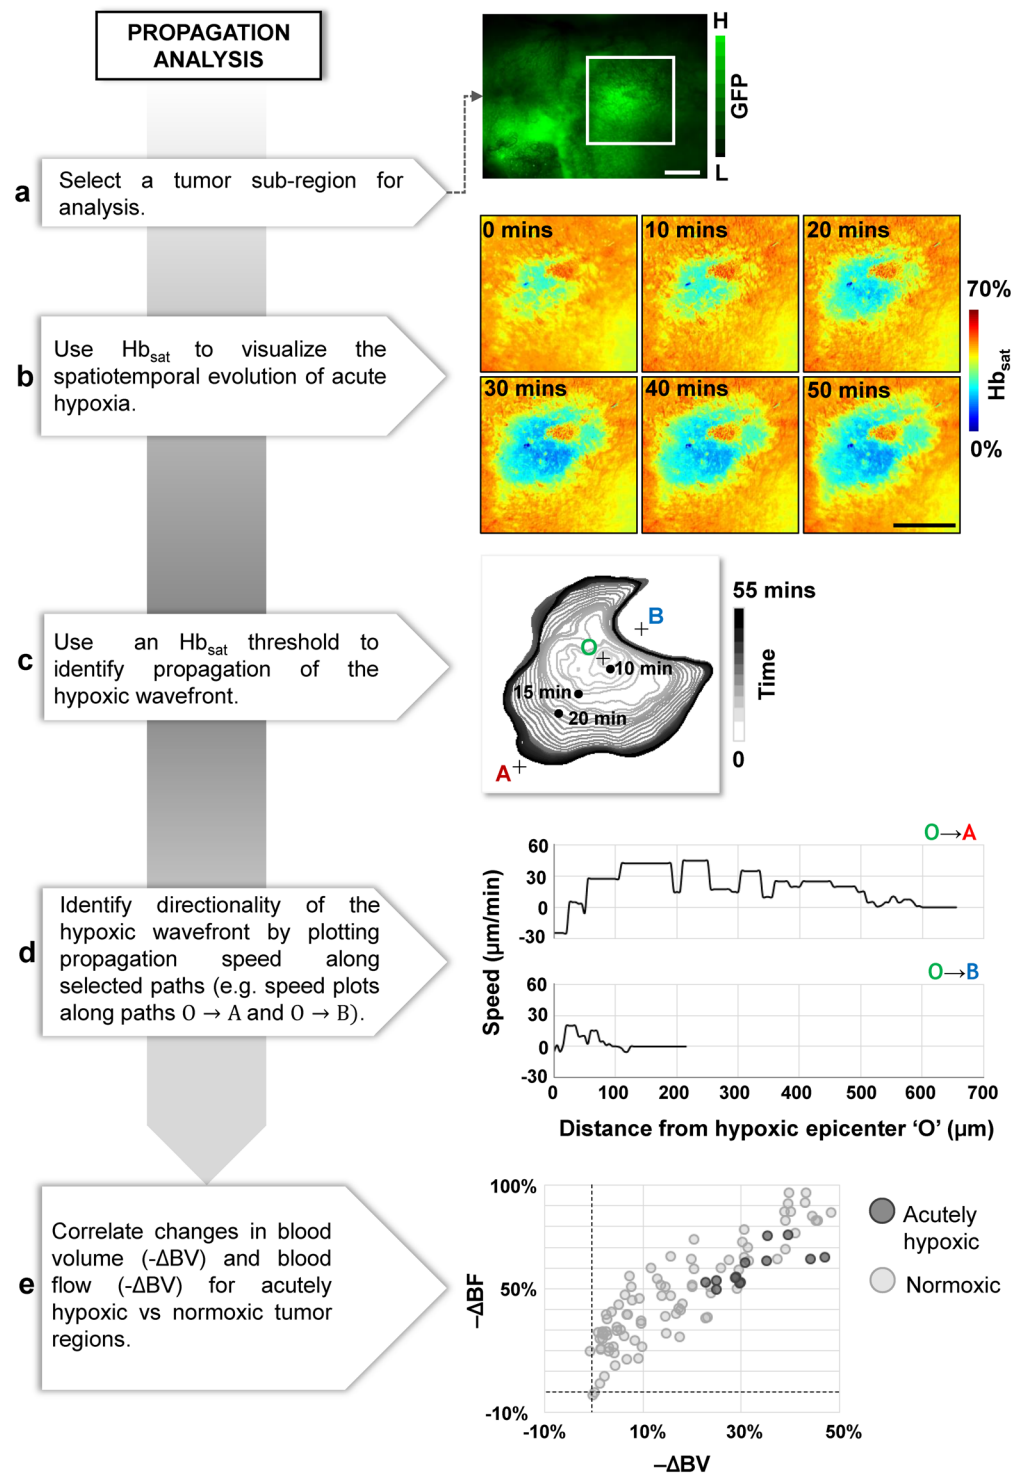 PROPAGATION
ANALYSIS
H
GFP
L
a
Select a tumor sub-region for
analysis.
0 mins
10 mins
20 mins
30 mins
40 mins
50 mins
70%
Hbsat
0%
b
Use Hbsat to visualize the
spatiotemporal evolution of acute
hypoxia.
c
Use an Hbsat threshold to
identify propagation of the
hypoxic wavefront.
B
O
10 min
15 min
20 min
A
55 mins
Time
0
d
Identify directionality of the
hypoxic wavefront by plotting
propagation speed along
selected paths (e.g. speed plots
along paths O → A and O → B).
O→A
60
30
0
-30
O→B
60
30
0
-30
Speed (µm/min)
0 100 200 300 400 500 600 700
Distance from hypoxic epicenter ‘O’ (µm)
e
Correlate changes in blood
volume (-ΔBV) and blood
flow (-ΔBV) for acutely
hypoxic vs normoxic tumor
regions.
100%
50%
-10%
–ΔBF
-10% 10% 30% 50%
–ΔBV
Acutely
hypoxic
Normoxic